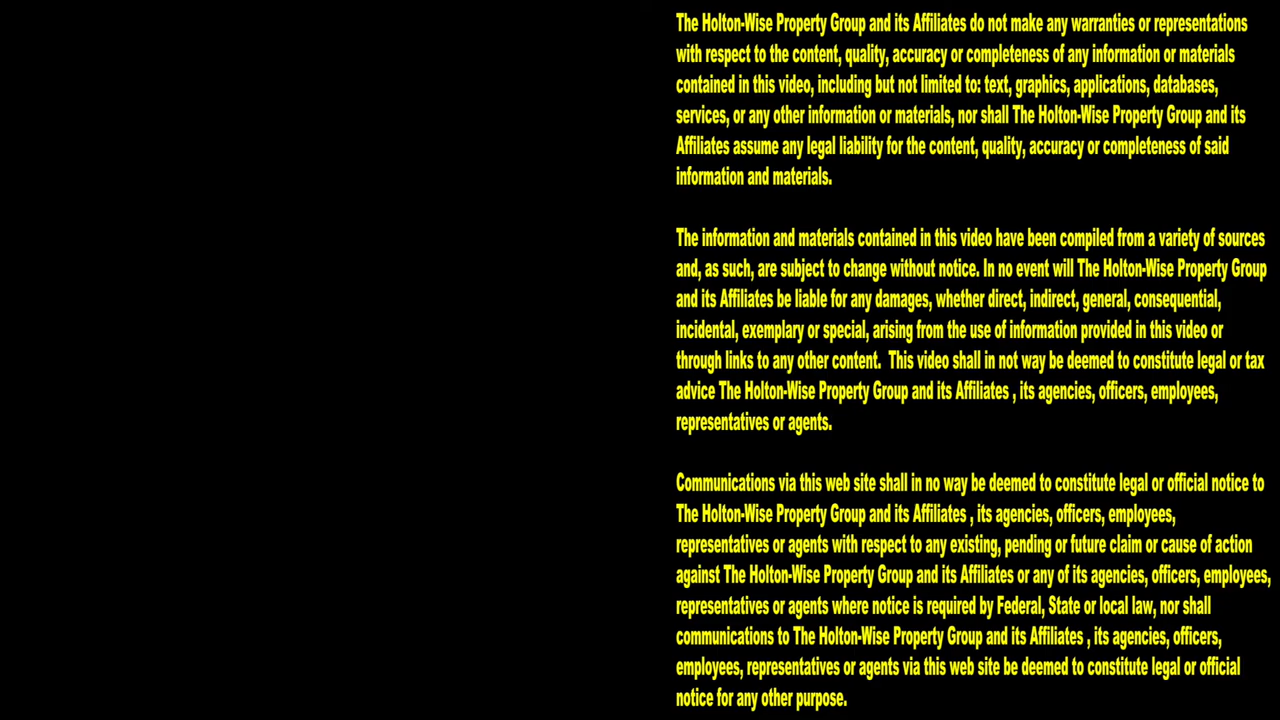 The Holton-Wise Property Group and its Affiliates do not make any warranties or representations
with respect to the content, quality, accuracy or completeness of any information or materials
contained in this video, including but not limited to: text, graphics, applications, databases,
services, or any other information or materials, nor shall The Holton-Wise Property Group and its
Affiliates assume any legal liability for the content, quality, accuracy or completeness of said
information and materials.
The information and materials contained in this video have been compiled from a variety of sources
and, as such, are subject to change without notice. In no event will The Holton-Wise Property Group
and its Affiliates be liable for any damages, whether direct, indirect, general, consequential,
incidental, exemplary or special, arising from the use of information provided in this video or
through links to any other content.  This video shall in not way be deemed to constitute legal or tax
advice The Holton-Wise Property Group and its Affiliates , its agencies, officers, employees,
representatives or agents.
Communications via this web site shall in no way be deemed to constitute legal or official notice to
The Holton-Wise Property Group and its Affiliates , its agencies, officers, employees,
representatives or agents with respect to any existing, pending or future claim or cause of action
against The Holton-Wise Property Group and its Affiliates or any of its agencies, officers, employees,
representatives or agents where notice is required by Federal, State or local law, nor shall
communications to The Holton-Wise Property Group and its Affiliates , its agencies, officers,
employees, representatives or agents via this web site be deemed to constitute legal or official
notice for any other purpose.